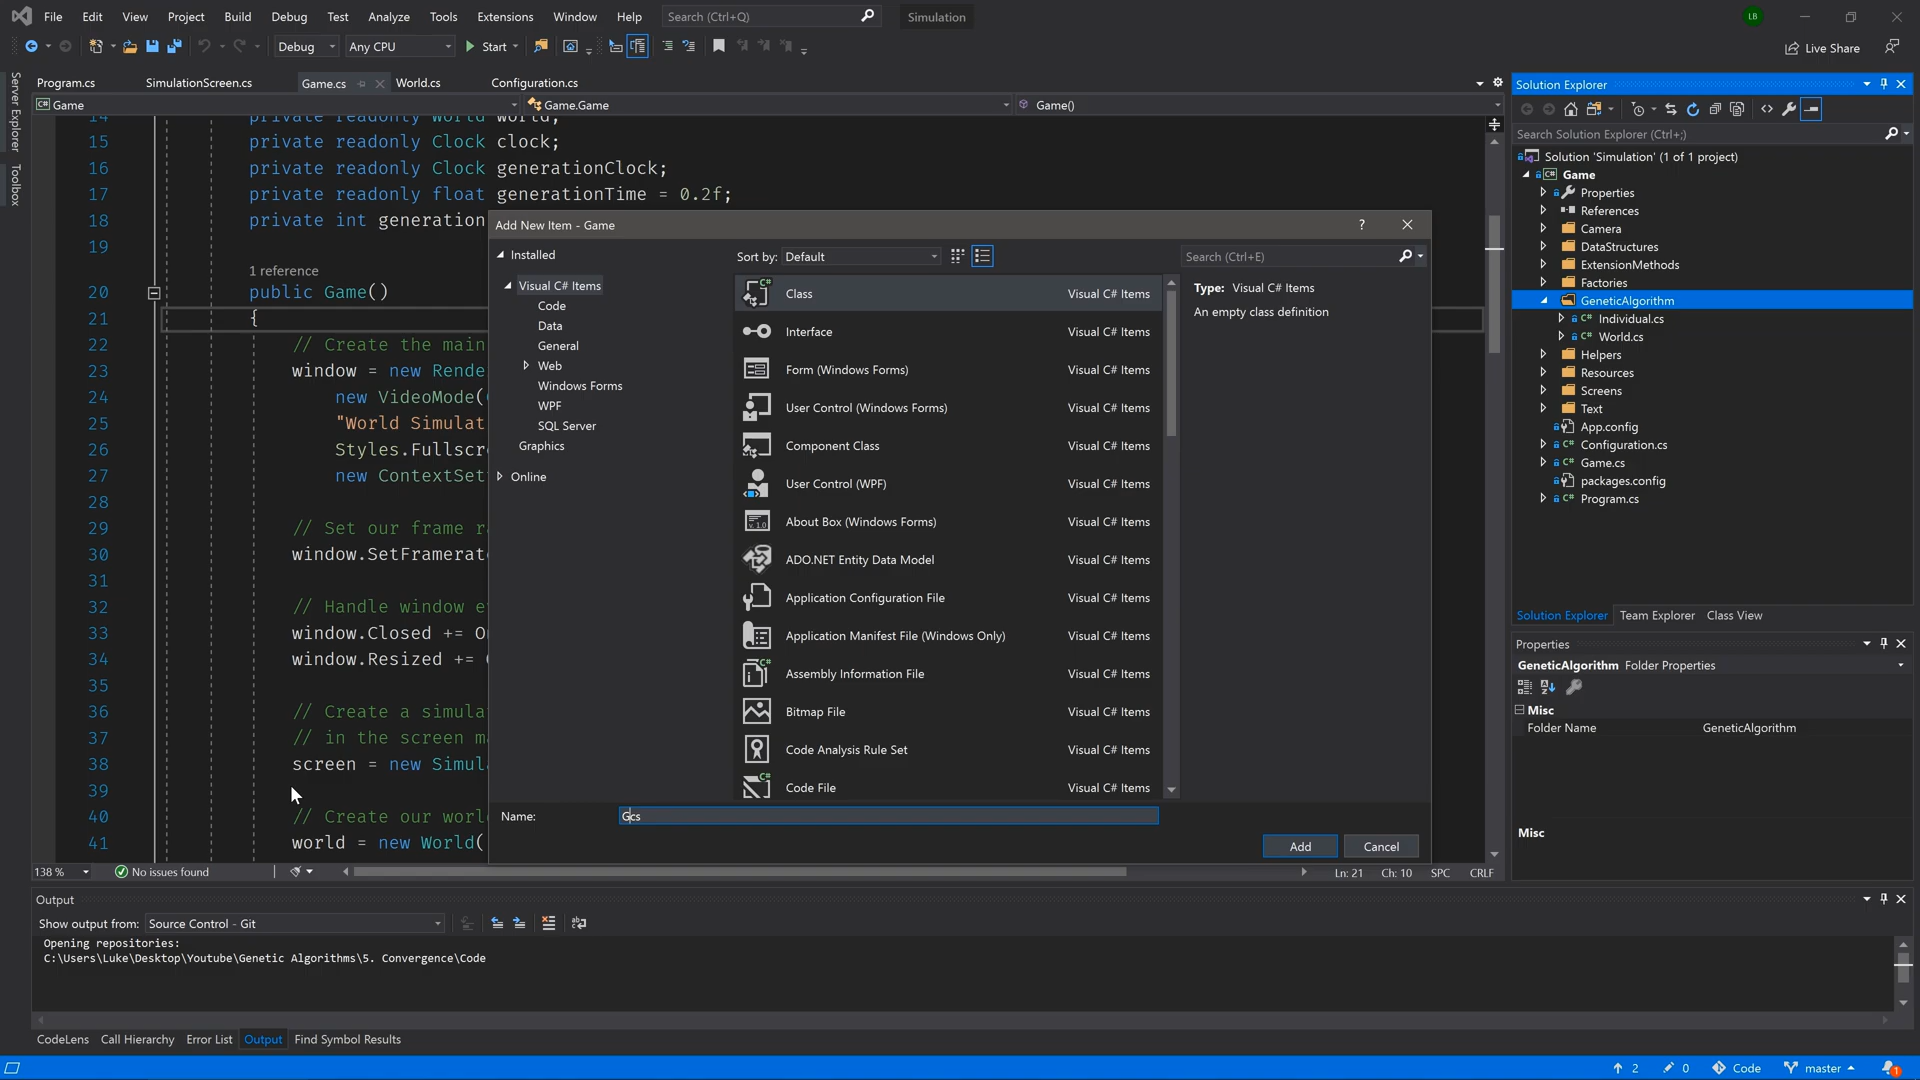 File Edit View Project Build Debug Test Analyze Tools Extensions Window Help Search (Ctrl+Q) Simulation LB
Debug Any CPU Start Live Share
Server Explorer
Toolbox
Program.cs SimulationScreen.cs Game.cs World.cs Configuration.cs
Game Game.Game Game()
14 private readonly World world;
15 private readonly Clock clock;
16 private readonly Clock generationClock;
17 private readonly float generationTime = 0.2f;
18 private int generation
19
1 reference
20 public Game()
21 {
22 // Create the main
23 window = new Rende
24 new VideoMode(
25 "World Simulat
26 Styles.Fullscr
27 new ContextSet
28
29 // Set our frame r
30 window.SetFramerat
31
32 // Handle window e
33 window.Closed += O
34 window.Resized +=
35
36 // Create a simula
37 // in the screen m
38 screen = new Simul
39
40 // Create our worl
41 world = new World(
138 % No issues found Ln: 21 Ch: 10 SPC CRLF
Add New Item - Game ?
Installed
Visual C# Items
Code
Data
General
Web
Windows Forms
WPF
SQL Server
Graphics
Online
Sort by: Default
Search (Ctrl+E)
Class Visual C# Items
Interface Visual C# Items
Form (Windows Forms) Visual C# Items
User Control (Windows Forms) Visual C# Items
Component Class Visual C# Items
User Control (WPF) Visual C# Items
About Box (Windows Forms) Visual C# Items
ADO.NET Entity Data Model Visual C# Items
Application Configuration File Visual C# Items
Application Manifest File (Windows Only) Visual C# Items
Assembly Information File Visual C# Items
Bitmap File Visual C# Items
Code Analysis Rule Set Visual C# Items
Code File Visual C# Items
Type: Visual C# Items
An empty class definition
Name: Gcs
Add Cancel
Solution Explorer
Search Solution Explorer (Ctrl+;)
Solution 'Simulation' (1 of 1 project)
Game
Properties
References
Camera
DataStructures
ExtensionMethods
Factories
GeneticAlgorithm
Individual.cs
World.cs
Helpers
Resources
Screens
Text
App.config
Configuration.cs
Game.cs
packages.config
Program.cs
Solution Explorer Team Explorer Class View
Properties
GeneticAlgorithm Folder Properties
Misc
Folder Name GeneticAlgorithm
Misc
Output
Show output from: Source Control - Git
Opening repositories:
C:\Users\Luke\Desktop\Youtube\Genetic Algorithms\5. Convergence\Code
CodeLens Call Hierarchy Error List Output Find Symbol Results
2 0 Code master 1